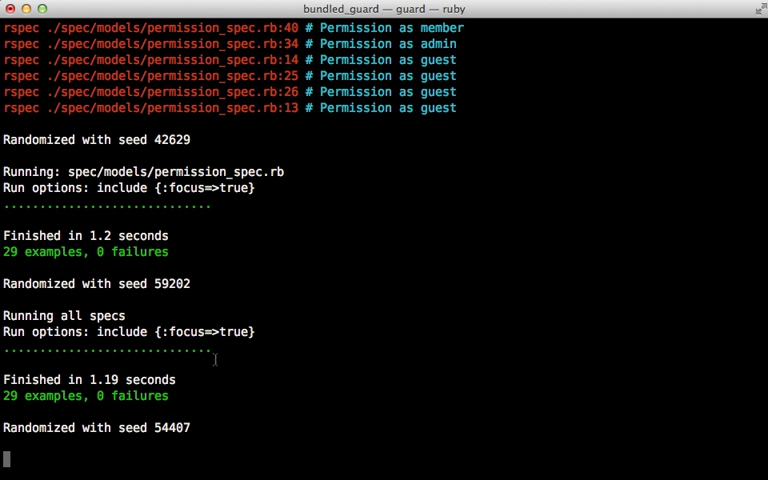 bundled_guard — guard — ruby
rspec ./spec/models/permission_spec.rb:40 # Permission as member
rspec ./spec/models/permission_spec.rb:34 # Permission as admin
rspec ./spec/models/permission_spec.rb:14 # Permission as guest
rspec ./spec/models/permission_spec.rb:25 # Permission as guest
rspec ./spec/models/permission_spec.rb:26 # Permission as guest
rspec ./spec/models/permission_spec.rb:13 # Permission as guest
Randomized with seed 42629
Running: spec/models/permission_spec.rb
Run options: include {:focus=>true}
.............................
Finished in 1.2 seconds
29 examples, 0 failures
Randomized with seed 59202
Running all specs
Run options: include {:focus=>true}
.............................
Finished in 1.19 seconds
29 examples, 0 failures
Randomized with seed 54407